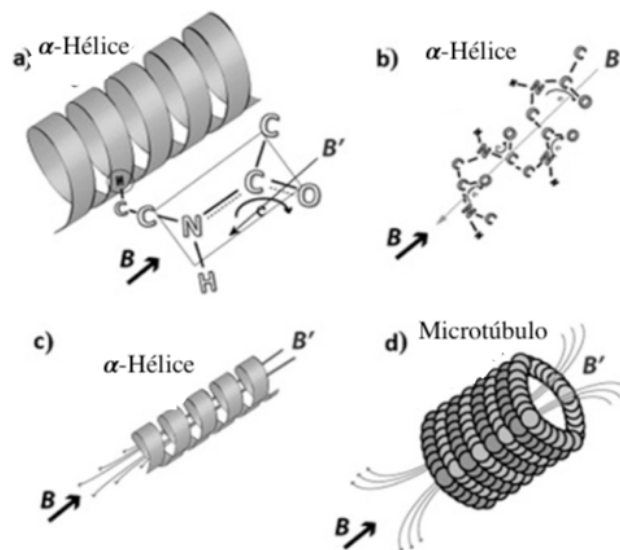 a) α-Hélice
N
C
C
N
H
C
C
O
B'
B
b) α-Hélice
B
C
N
C
O
B
c)
α-Hélice
B'
B
d) Microtúbulo
B'
B